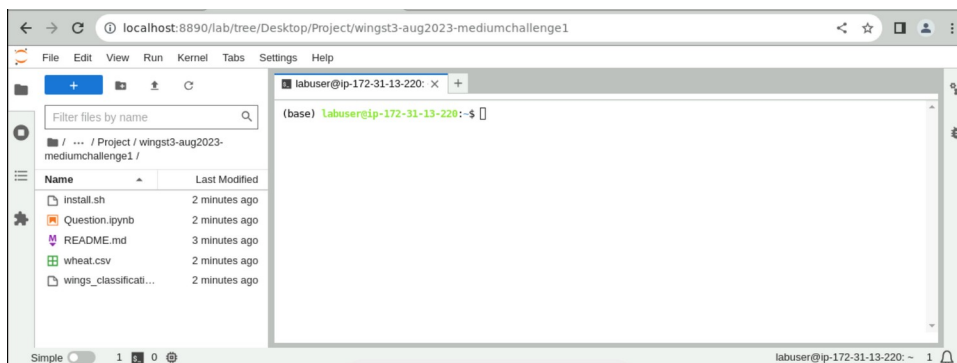 localhost:8890/lab/tree/Desktop/Project/wingst3-aug2023-mediumchallenge1
File Edit View Run Kernel Tabs Settings Help
labuser@ip-172-31-13-220:
(base) labuser@ip-172-31-13-220:~$
Filter files by name
/ ... / Project / wingst3-aug2023-
mediumchallenge1 /
Name Last Modified
install.sh 2 minutes ago
Question.ipynb 2 minutes ago
README.md 3 minutes ago
wheat.csv 2 minutes ago
wings_classificati... 2 minutes ago
Simple 1 0 labuser@ip-172-31-13-220: ~ 1